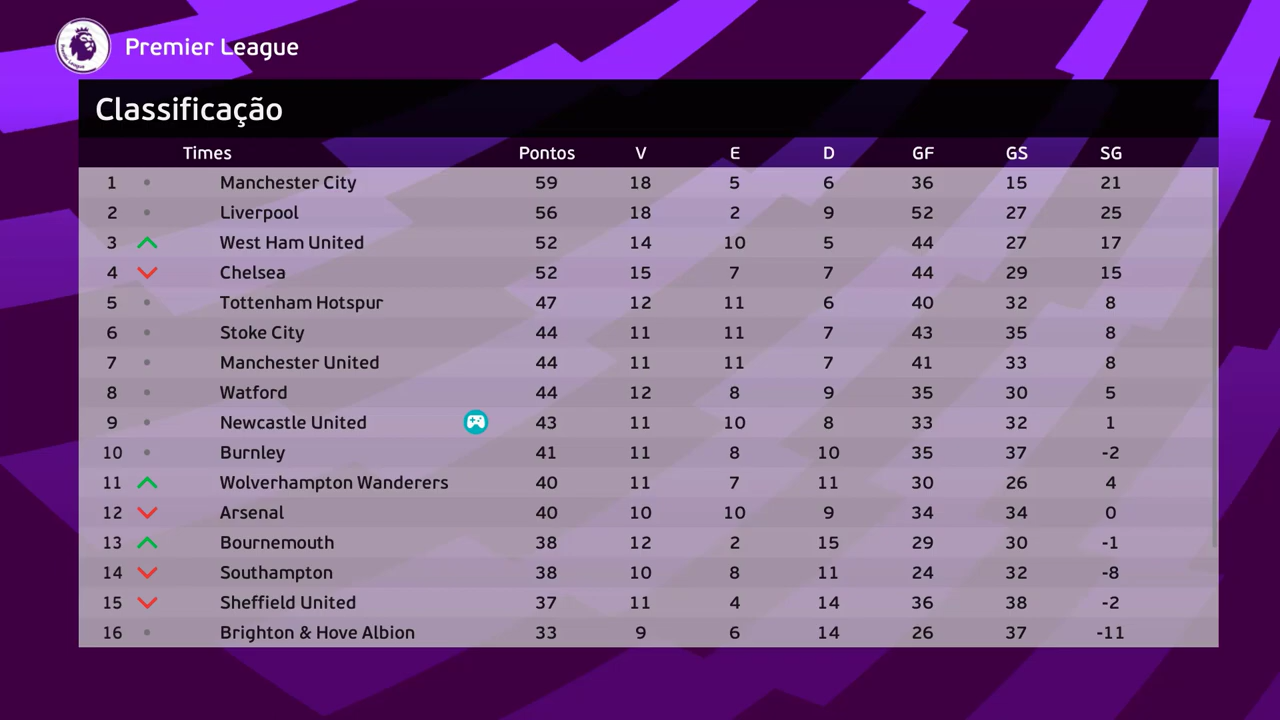 Premier League
Classificação
Times Pontos V E D GF GS SG
1 Manchester City 59 18 5 6 36 15 21
2 Liverpool 56 18 2 9 52 27 25
3 West Ham United 52 14 10 5 44 27 17
4 Chelsea 52 15 7 7 44 29 15
5 Tottenham Hotspur 47 12 11 6 40 32 8
6 Stoke City 44 11 11 7 43 35 8
7 Manchester United 44 11 11 7 41 33 8
8 Watford 44 12 8 9 35 30 5
9 Newcastle United 43 11 10 8 33 32 1
10 Burnley 41 11 8 10 35 37 -2
11 Wolverhampton Wanderers 40 11 7 11 30 26 4
12 Arsenal 40 10 10 9 34 34 0
13 Bournemouth 38 12 2 15 29 30 -1
14 Southampton 38 10 8 11 24 32 -8
15 Sheffield United 37 11 4 14 36 38 -2
16 Brighton & Hove Albion 33 9 6 14 26 37 -11